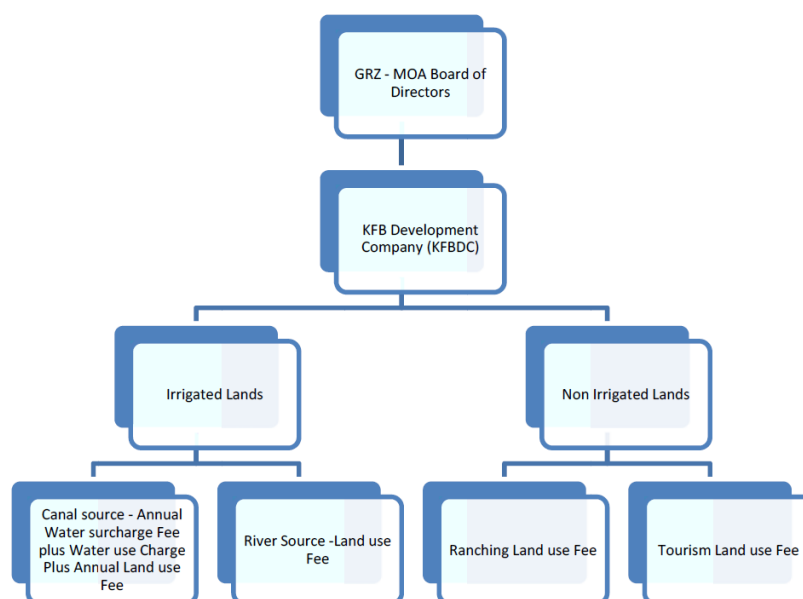 GRZ - MOA Board of
Directors
KFB Development
Company (KFBDC)
Irrigated Lands
Non Irrigated Lands
Canal source - Annual
Water surcharge Fee
plus Water use Charge
Plus Annual Land use
Fee
River Source -Land use
Fee
Ranching Land use Fee
Tourism Land use Fee